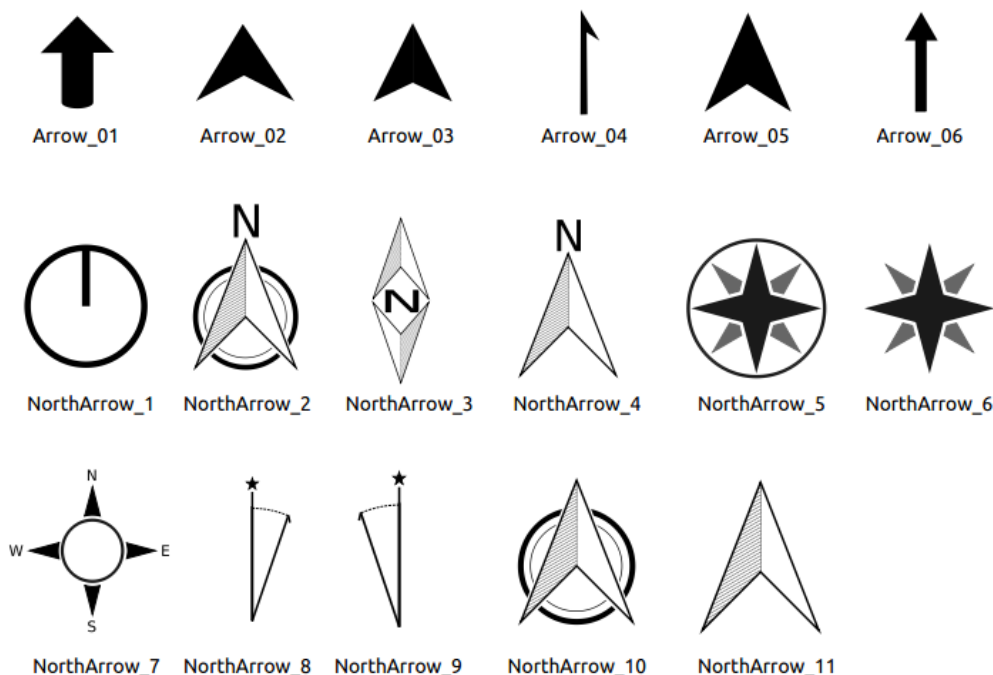 Arrow_01 Arrow_02 Arrow_03 Arrow_04 Arrow_05 Arrow_06
N N
N
NorthArrow_1 NorthArrow_2 NorthArrow_3 NorthArrow_4 NorthArrow_5 NorthArrow_6
N
W E
S
NorthArrow_7 NorthArrow_8 NorthArrow_9 NorthArrow_10 NorthArrow_11